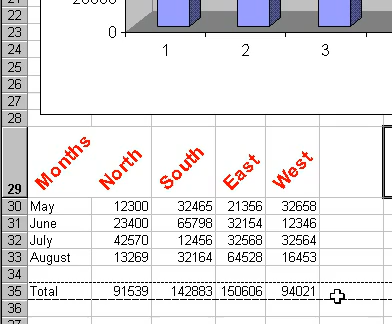 22
23
24
25
26
27
28
0
1 2 3
29 Months North South East West
30 May 12300 32465 21356 32658
31 June 23400 65798 32154 12346
32 July 42570 12456 32568 32564
33 August 13269 32164 64528 16453
34
35 Total 91539 142883 150606 94021
36